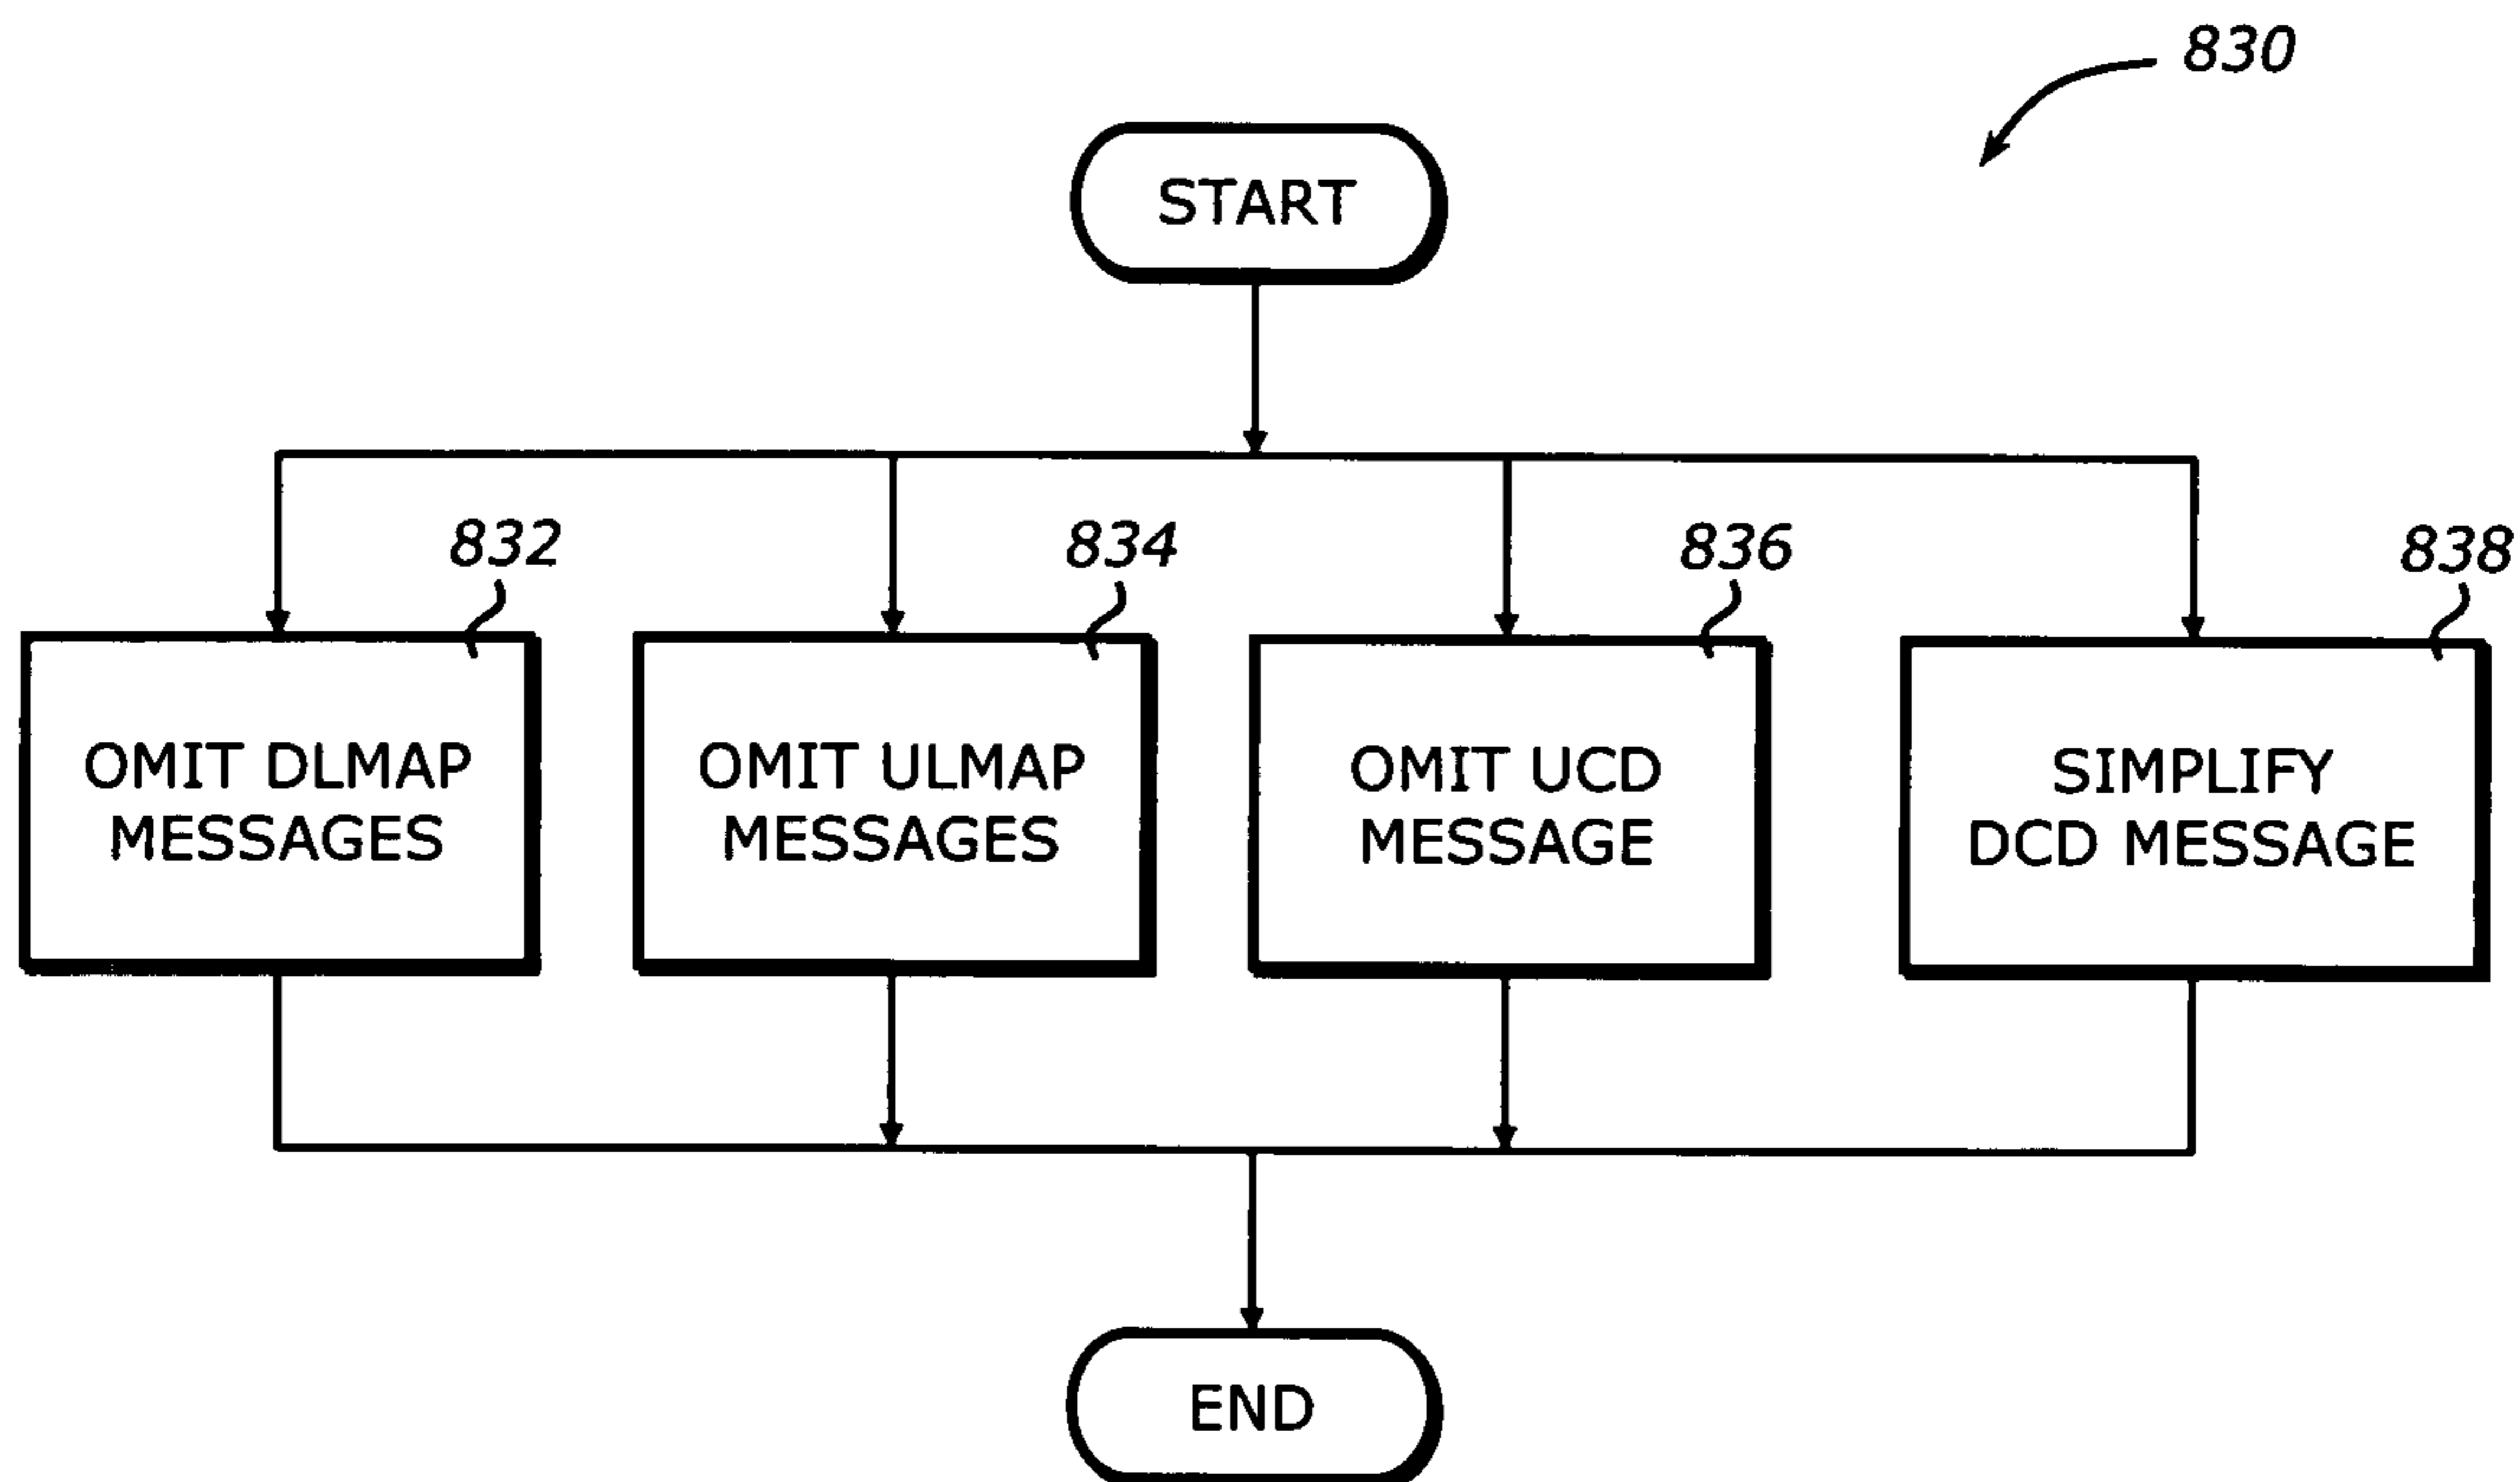 830
START
832
834
836
838
OMIT DLMAP
MESSAGES
OMIT ULMAP
MESSAGES
OMIT UCD
MESSAGE
SIMPLIFY
DCD MESSAGE
END